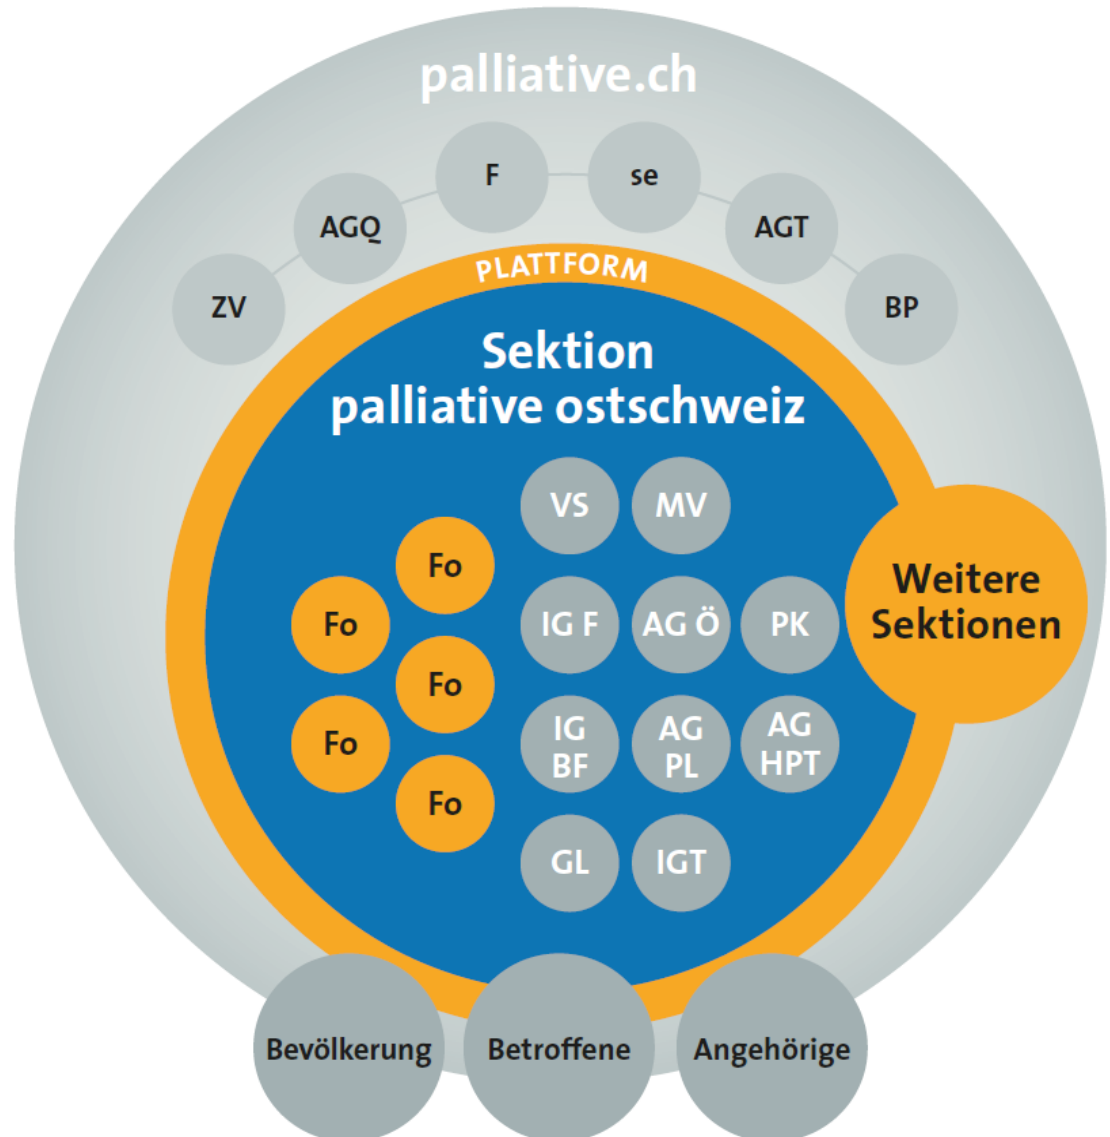 palliative.ch
F
se
AGQ
AGT
ZV
BP
PLATTFORM
Sektion
palliative ostschweiz
VS
MV
Fo
Fo
IG F
AG Ö
PK
Weitere
Sektionen
Fo
Fo
IG
BF
AG
PL
AG
HPT
Fo
GL
IGT
Bevölkerung
Betroffene
Angehörige